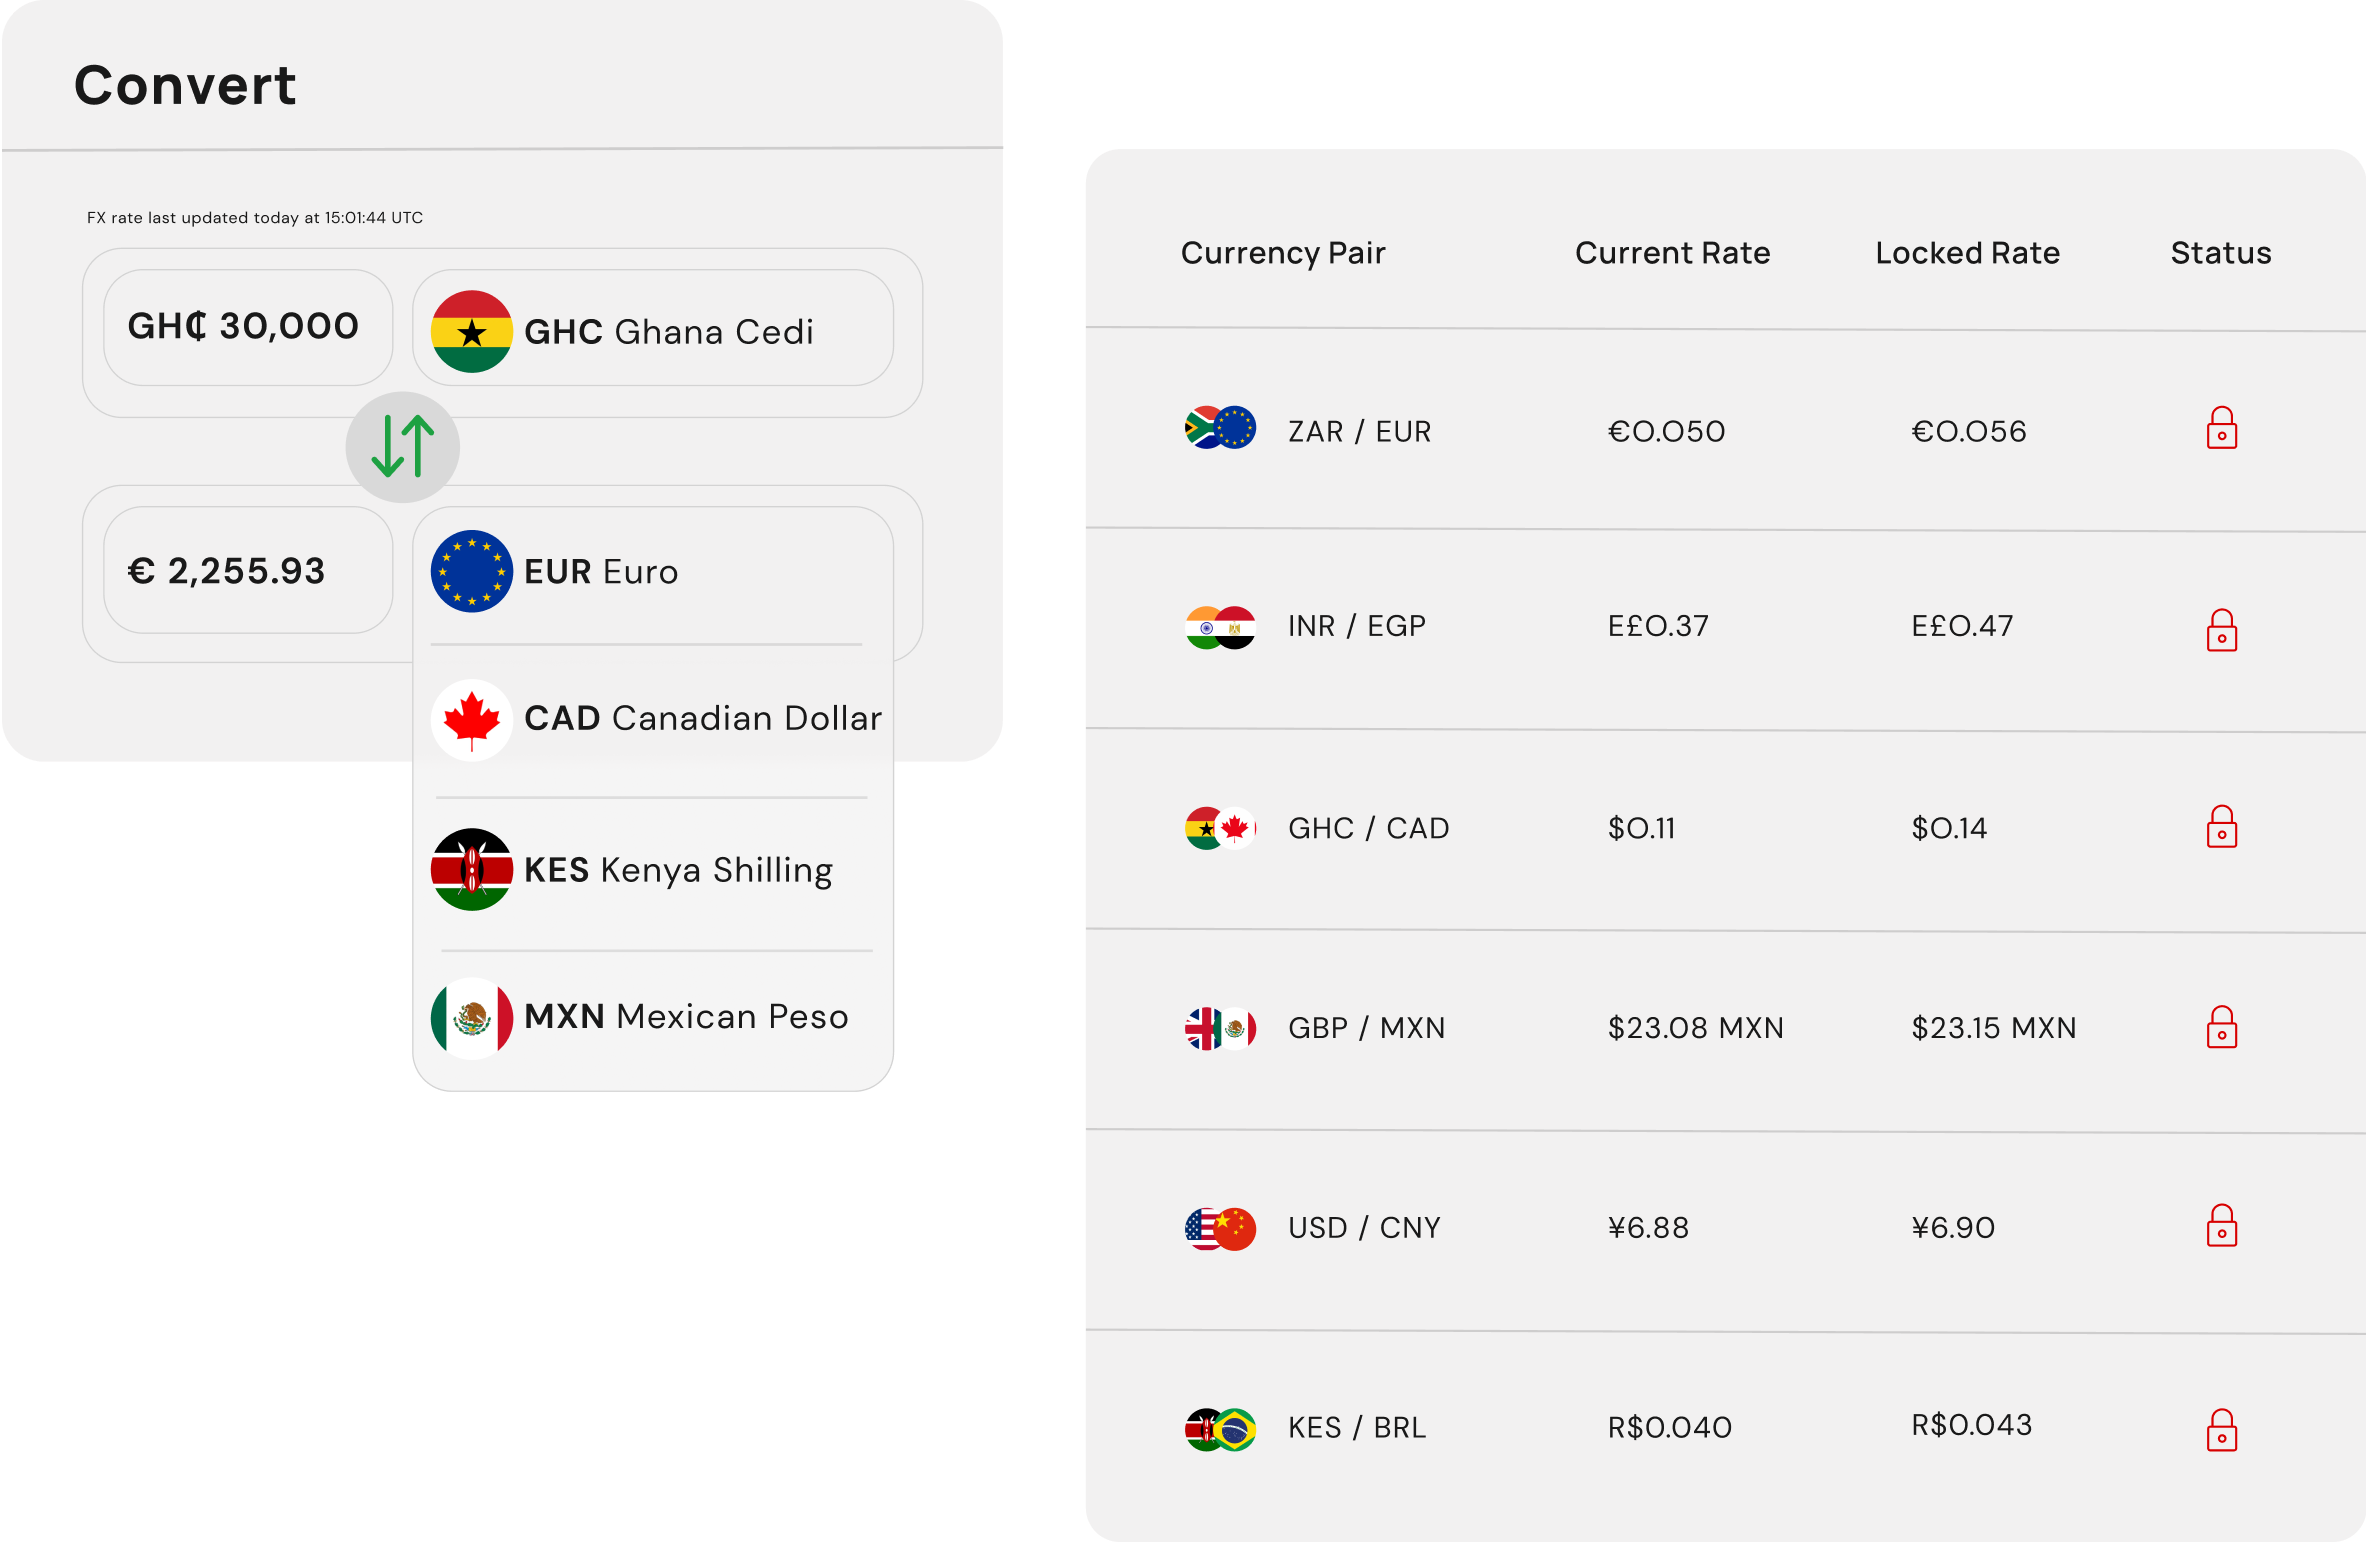 Convert
FX rate last updated today at 15:01:44 UTC
GH₵ 30,000
GHC Ghana Cedi
€ 2,255.93
EUR Euro
CAD Canadian Dollar
KES Kenya Shilling
MXN Mexican Peso
Currency Pair Current Rate Locked Rate Status
ZAR / EUR €0.050 €0.056
INR / EGP E£0.37 E£0.47
GHC / CAD $0.11 $0.14
GBP / MXN $23.08 MXN $23.15 MXN
USD / CNY ¥6.88 ¥6.90
KES / BRL R$0.040 R$0.043